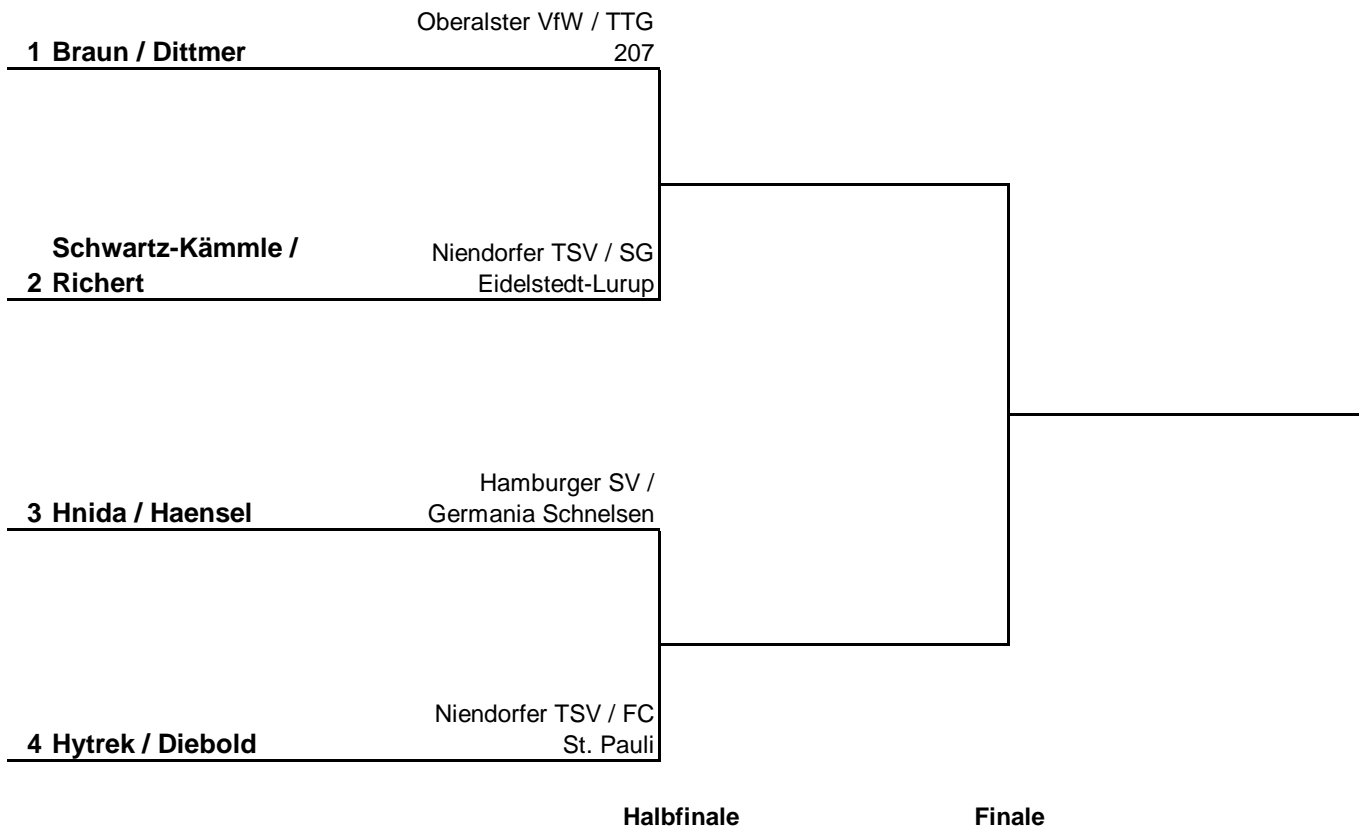 Oberalster VfW / TTG
1 Braun / Dittmer 207
Schwartz-Kämmle / Niendorfer TSV / SG
2 Richert Eidelstedt-Lurup
Hamburger SV /
3 Hnida / Haensel Germania Schnelsen
Niendorfer TSV / FC
4 Hytrek / Diebold St. Pauli
Halbfinale Finale